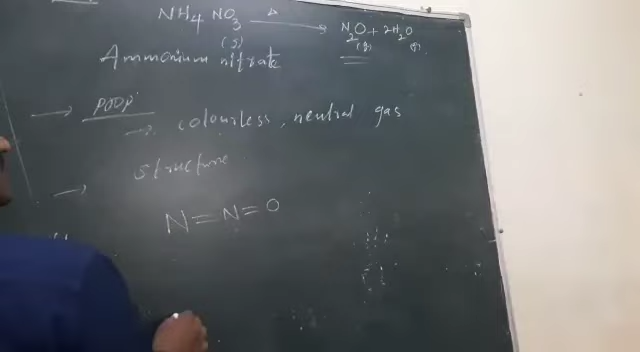 NH4 NO3 (s) —Δ→ N2O (g) + 2H2O (g)
Ammonium nitrate
→ prop
→ colourless, neutral gas
→ structure
N=N=O